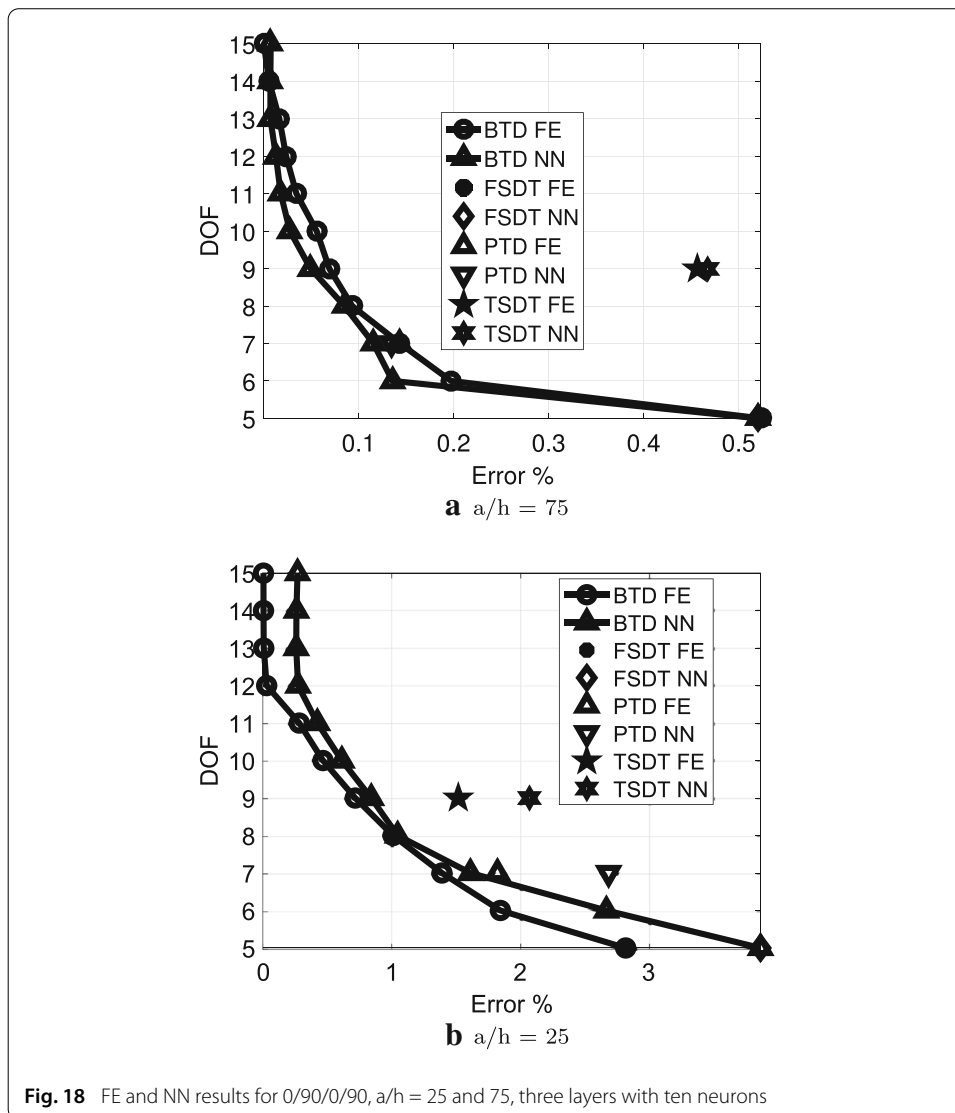 15
14
13
12
11
10
9
8
7
6
5
DOF
BTD FE
BTD NN
FSDT FE
FSDT NN
PTD FE
PTD NN
TSDT FE
TSDT NN
0.1 0.2 0.3 0.4 0.5
Error %
a a/h = 75
15
14
13
12
11
10
9
8
7
6
5
DOF
BTD FE
BTD NN
FSDT FE
FSDT NN
PTD FE
PTD NN
TSDT FE
TSDT NN
0 1 2 3
Error %
b a/h = 25
Fig. 18 FE and NN results for 0/90/0/90, a/h = 25 and 75, three layers with ten neurons